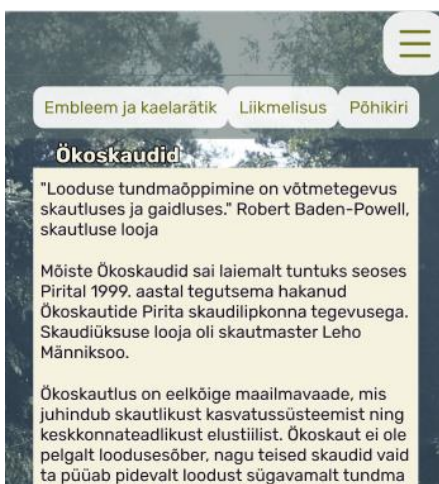 Embleem ja kaelarätik Liikmelisus Põhikiri
Ökoskaudid
"Looduse tundmaõppimine on võtmetegevus
skautluses ja gaidluses." Robert Baden-Powell,
skautluse looja
Mõiste Ökoskaudid sai laiemalt tuntuks seoses
Pirital 1999. aastal tegutsema hakanud
Ökoskautide Pirita skaudilipkonna tegevusega.
Skaudiüksuse looja oli skautmaster Leho
Männiksoo.
Ökoskautlus on eelkõige maailmavaade, mis
juhindub skautlikust kasvatussüsteemist ning
keskkonnateadlikust elustiilist. Ökoskaut ei ole
pelgalt loodusesõber, nagu teised skaudid vaid
ta püüab pidevalt loodust sügavamalt tundma